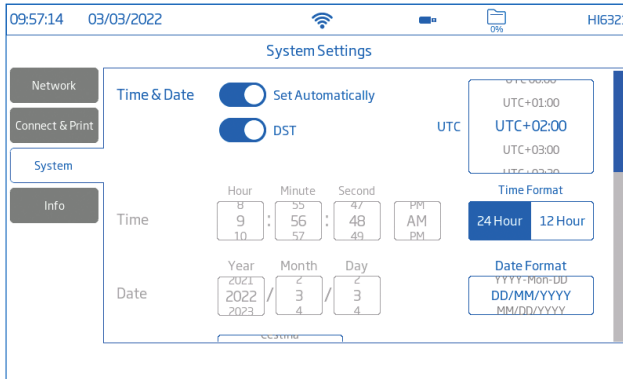 09:57:14 03/03/2022 0% HI632
System Settings
Network
Connect & Print
System
Info
Time & Date Set Automatically
DST
UTC
UTC+01:00
UTC+02:00
UTC+03:00
Hour Minute Second
Time
8 55 47 PM
9 : 56 : 48 AM
10 57 49 PM
Time Format
24 Hour 12 Hour
Year Month Day
Date
2021 2 2
2022 / 3 / 3
2023 4 4
Date Format
YYYY-Mon-DD
DD/MM/YYYY
MM/DD/YYYY